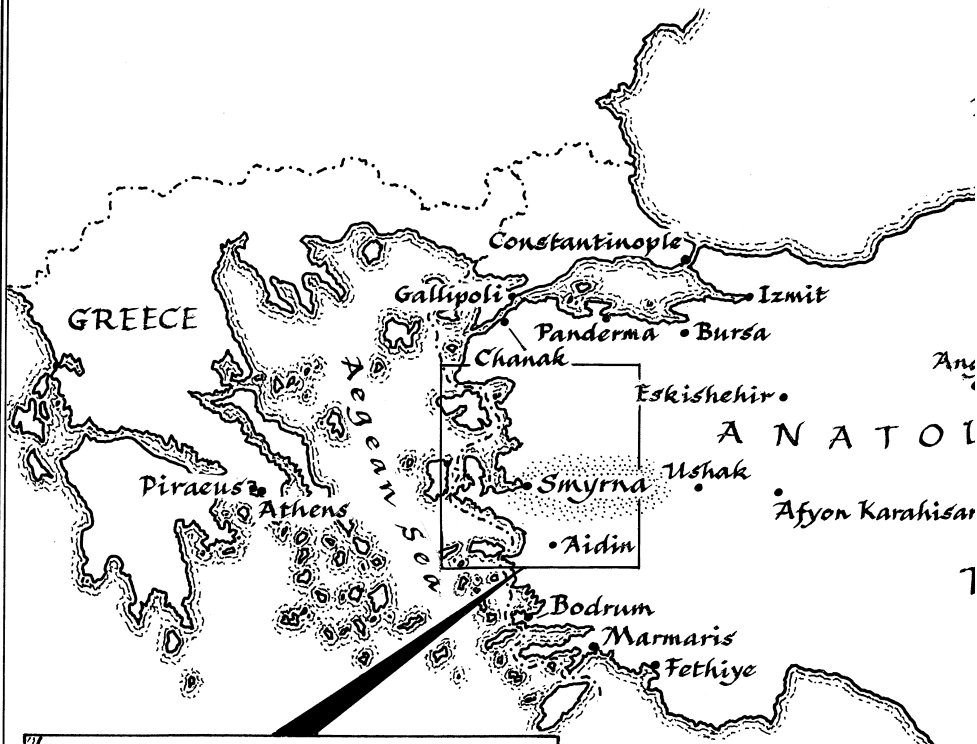 Constantinople
GREECE
Gallipoli
Izmit
Panderma
Bursa
Chanak
Aegean Sea
Eskishehir
ANATOL
Ushak
Piraeus
Smyrna
Athens
Afyon Karahisar
Aidin
Bodrum
Marmaris
Fethiye